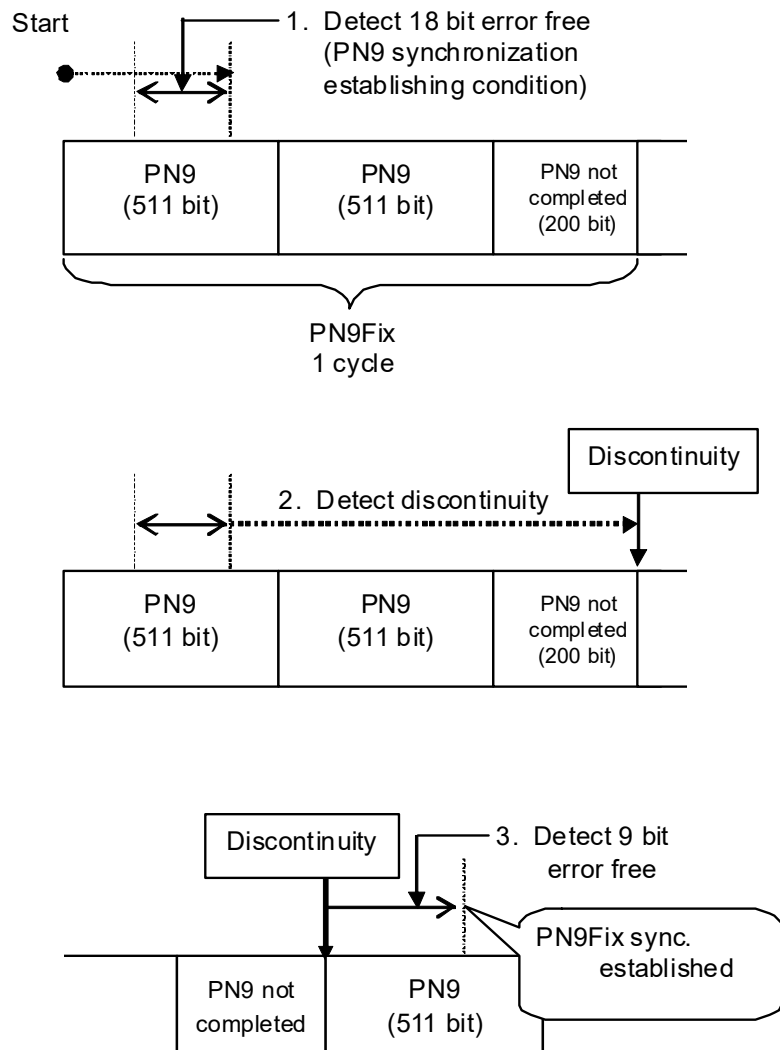 Start
1. Detect 18 bit error free
(PN9 synchronization
establishing condition)
PN9
(511 bit)
PN9
(511 bit)
PN9 not
completed
(200 bit)
PN9Fix
1 cycle
Discontinuity
2. Detect discontinuity
PN9
(511 bit)
PN9
(511 bit)
PN9 not
completed
(200 bit)
Discontinuity
3. Detect 9 bit
error free
PN9Fix sync.
established
PN9 not
completed
PN9
(511 bit)